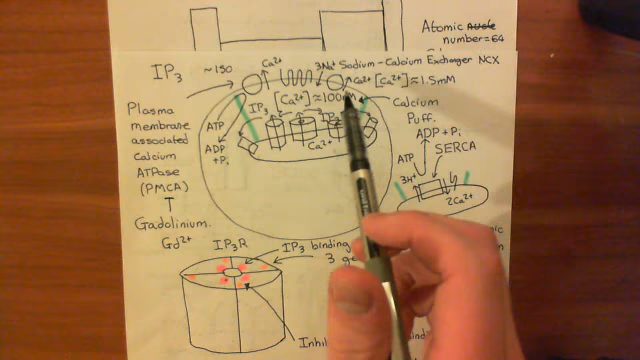 Atomic Aucle
number = 64
IP3
~150
Ca2+
3Na+ Sodium - Calcium Exchanger NCX
Ca2+ [Ca2+] ≈ 1.5mM
Plasma
membrane
associated
Calcium
ATPase
(PMCA)
Gadolinium
Gd2+
IP3 [Ca2+] ≈ 100nM
Calcium
Puff.
ATP
ADP
+ Pi
Ca2+
ADP + Pi
SERCA
ATP
3H+
2Ca2+
IP3R
IP3 binding
3 ge
Inhi